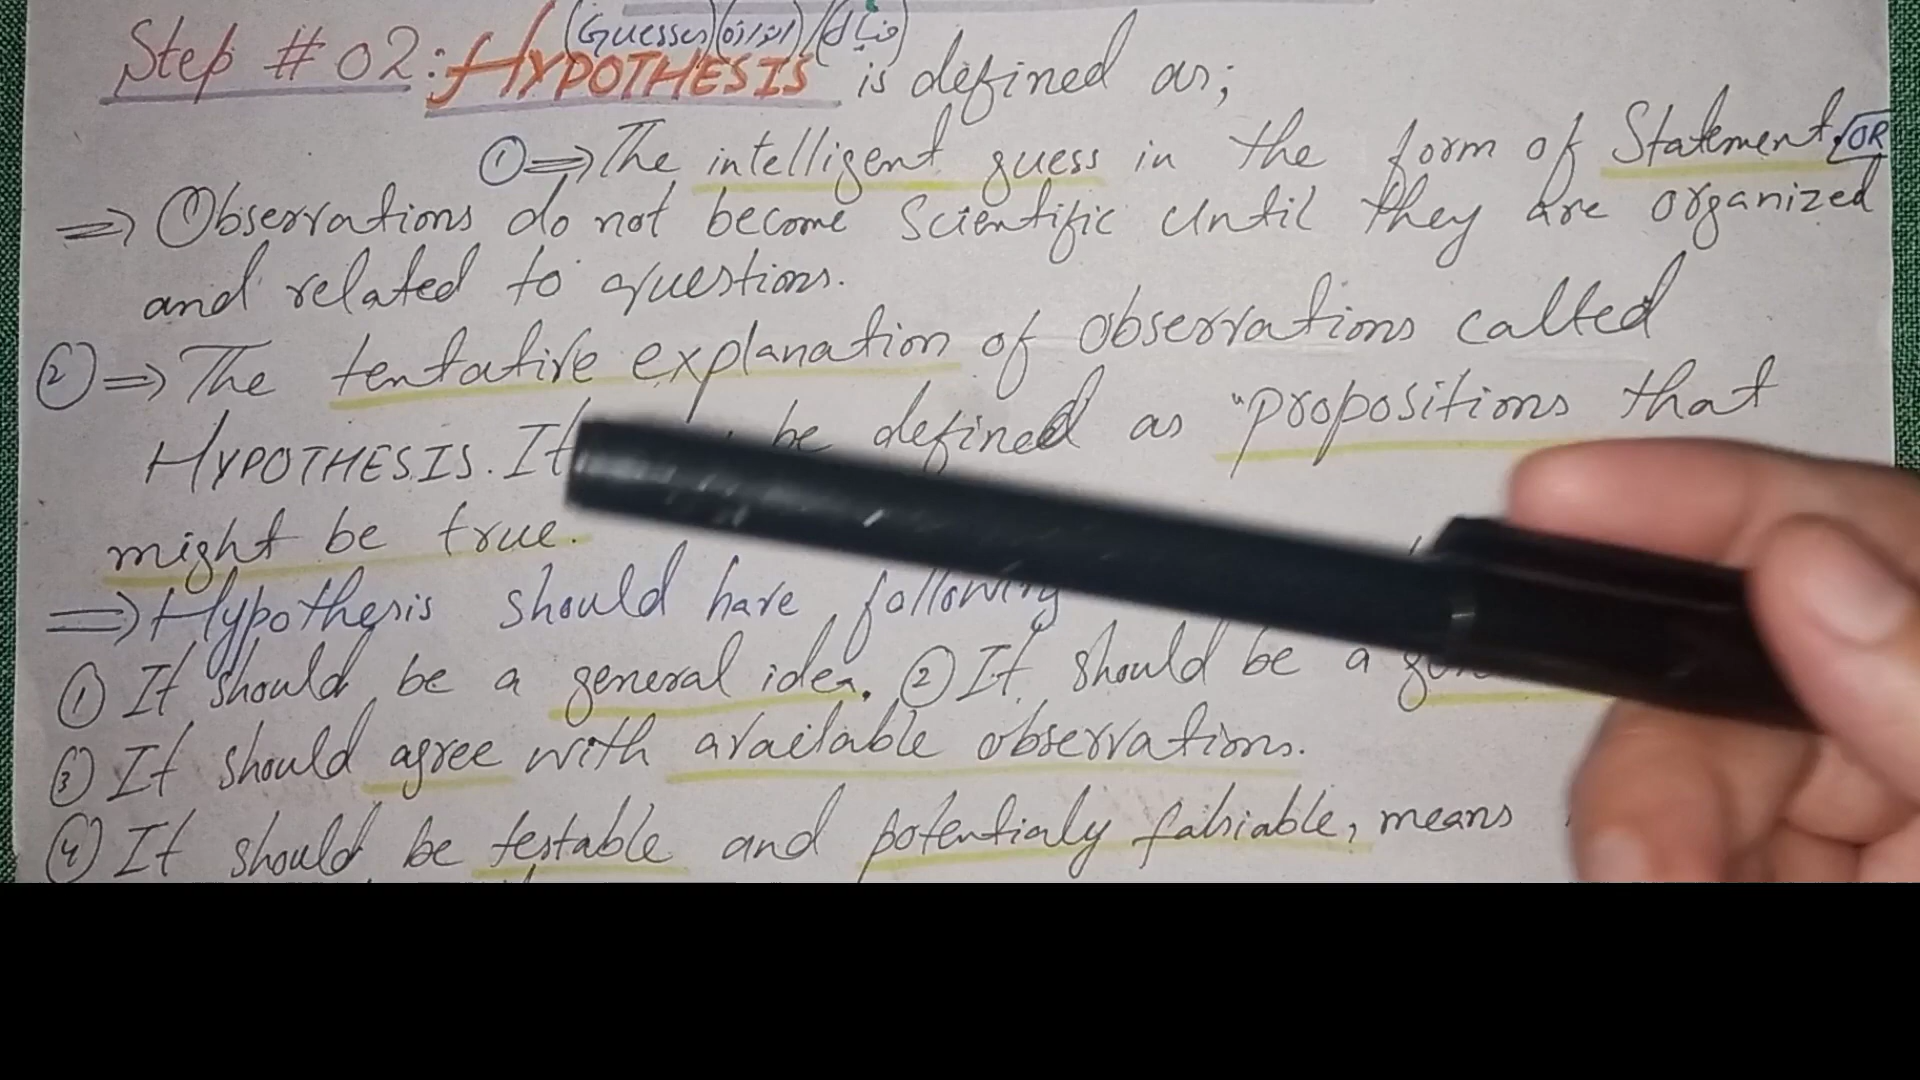 (Guesses)(اندازہ)/(خیال)
Step # 02: HYPOTHESIS is defined as;
① ⇒ The intelligent guess in the form of Statement. OR
⇒ Observations do not become Scientific Until they are organized
and related to questions.
② ⇒ The tentative explanation of observations called
HYPOTHESIS. It be defined as "propositions that
might be true.
⇒ Hypothesis should have following
① It should be a general idea. ② It should be a
③ It should agree with available observations.
④ It should be testable and potentialy falsiable, means